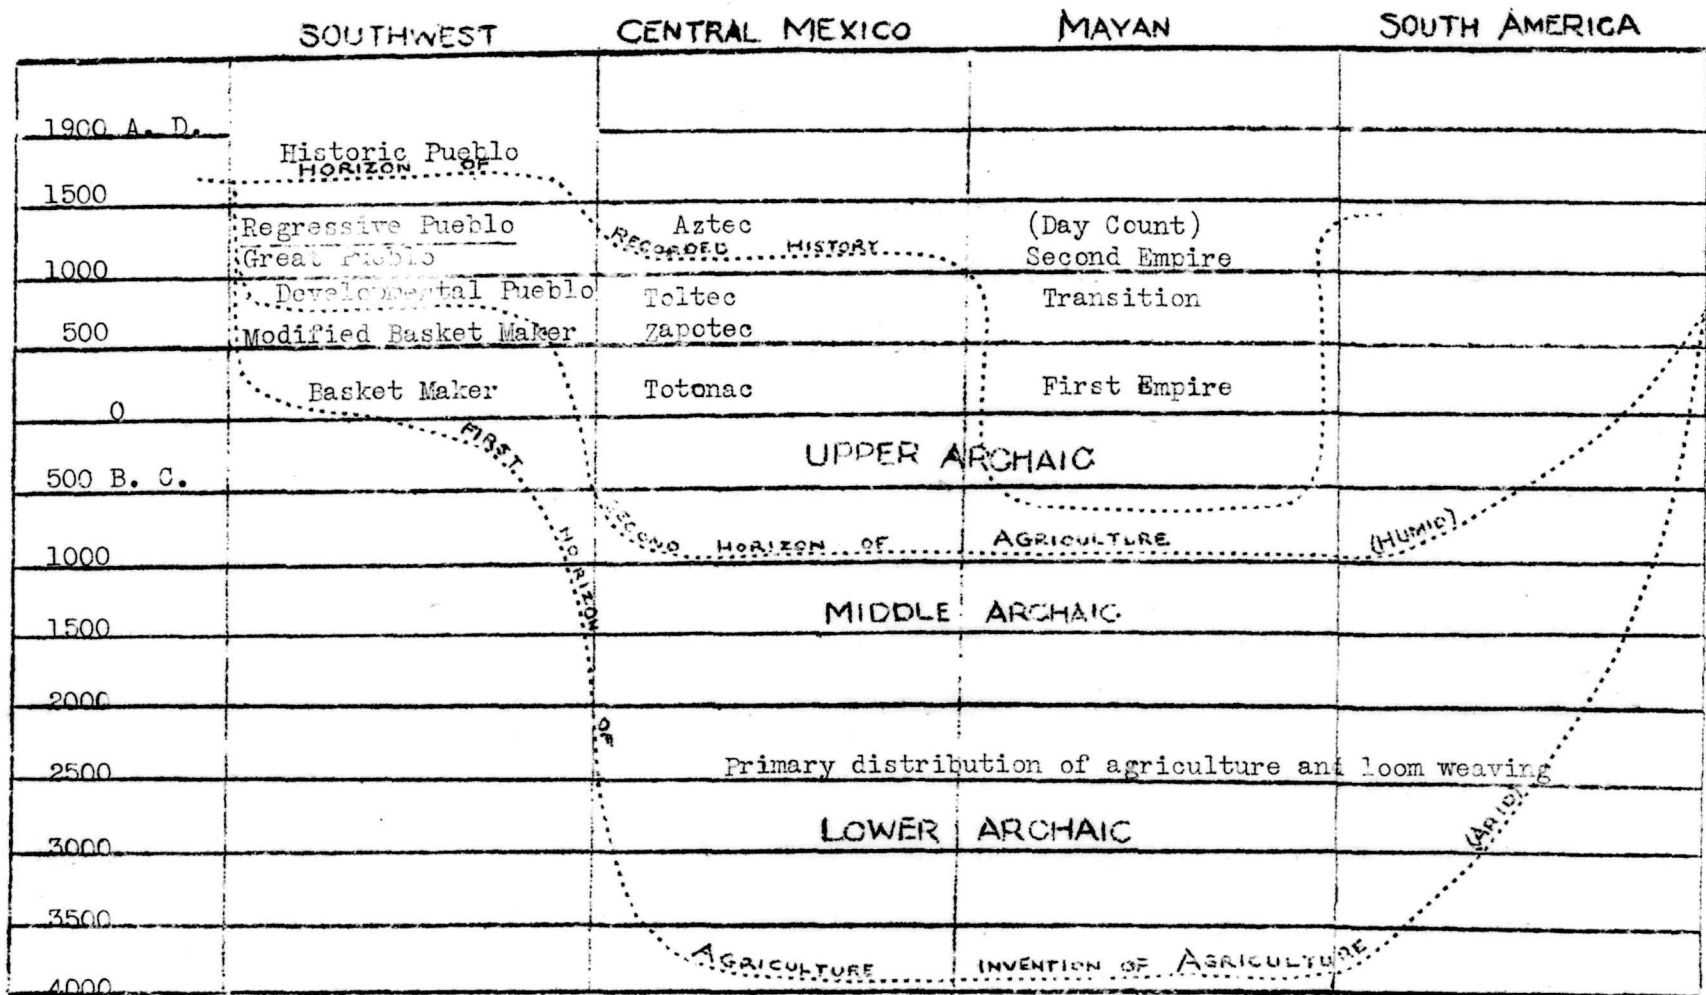 SOUTHWEST CENTRAL MEXICO MAYAN SOUTH AMERICA
1900 A. D.
Historic Pueblo
HORIZON OF
1500
Regressive Pueblo Aztec (Day Count)
RECORDED HISTORY
Great Pueblo Second Empire
1000
Developmental Pueblo Toltec Transition
500 Modified Basket Maker Zapotec
Basket Maker Totonac First Empire
0
FIRST
UPPER ARCHAIC
500 B. C.
HORIZON
SECOND HORIZON OF AGRICULTURE (HUMID)
1000
MIDDLE ARCHAIC
1500
2000
OF
2500 Primary distribution of agriculture and loom weaving
LOWER ARCHAIC (ARID)
3000
3500
AGRICULTURE INVENTION OF AGRICULTURE
4000